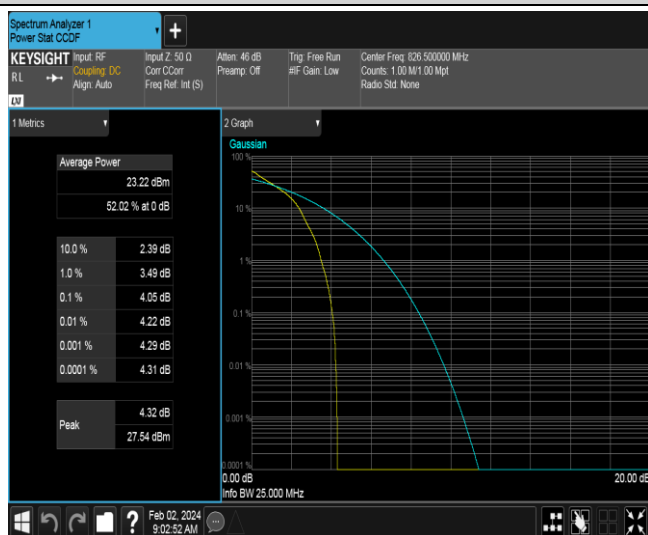 Spectrum Analyzer 1
Power Stat CCDF
KEYSIGHT
RL
LXI
Input: RF
Coupling: DC
Align: Auto
Input Z: 50 Ω
Corr CCorr
Freq Ref: Int (S)
Atten: 46 dB
Preamp: Off
Trig: Free Run
#IF Gain: Low
Center Freq: 826.500000 MHz
Counts: 1.00 M/1.00 Mpt
Radio Std: None
1 Metrics
Average Power
23.22 dBm
52.02 % at 0 dB
10.0 % 2.39 dB
1.0 % 3.49 dB
0.1 % 4.05 dB
0.01 % 4.22 dB
0.001 % 4.29 dB
0.0001 % 4.31 dB
Peak
4.32 dB
27.54 dBm
2 Graph
Gaussian
100 %
10 %
1 %
0.1 %
0.01 %
0.001 %
0.0001 %
0.00 dB 20.00 dB
Info BW 25.000 MHz
?
Feb 02, 2024
9:02:52 AM